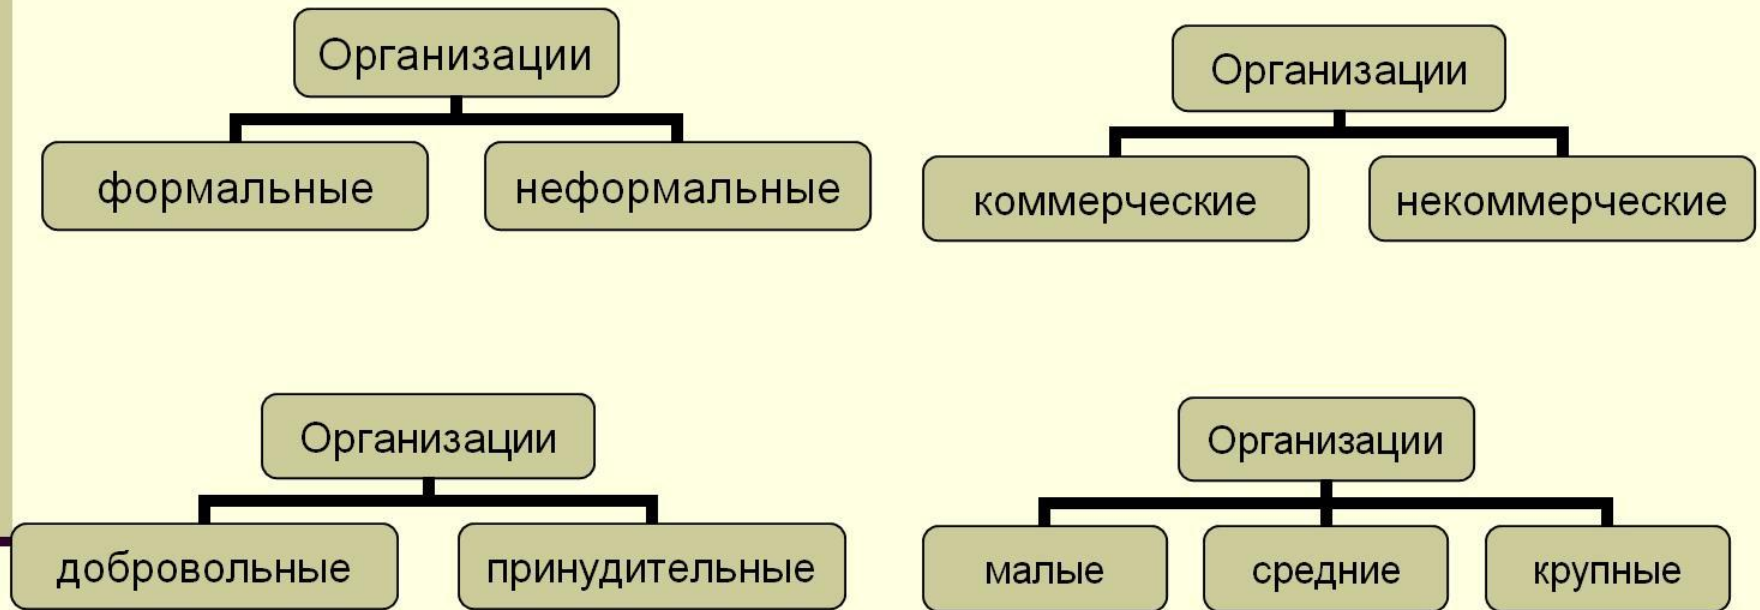 Организации
формальные
неформальные
Организации
коммерческие
некоммерческие
Организации
добровольные
принудительные
Организации
малые
средние
крупные